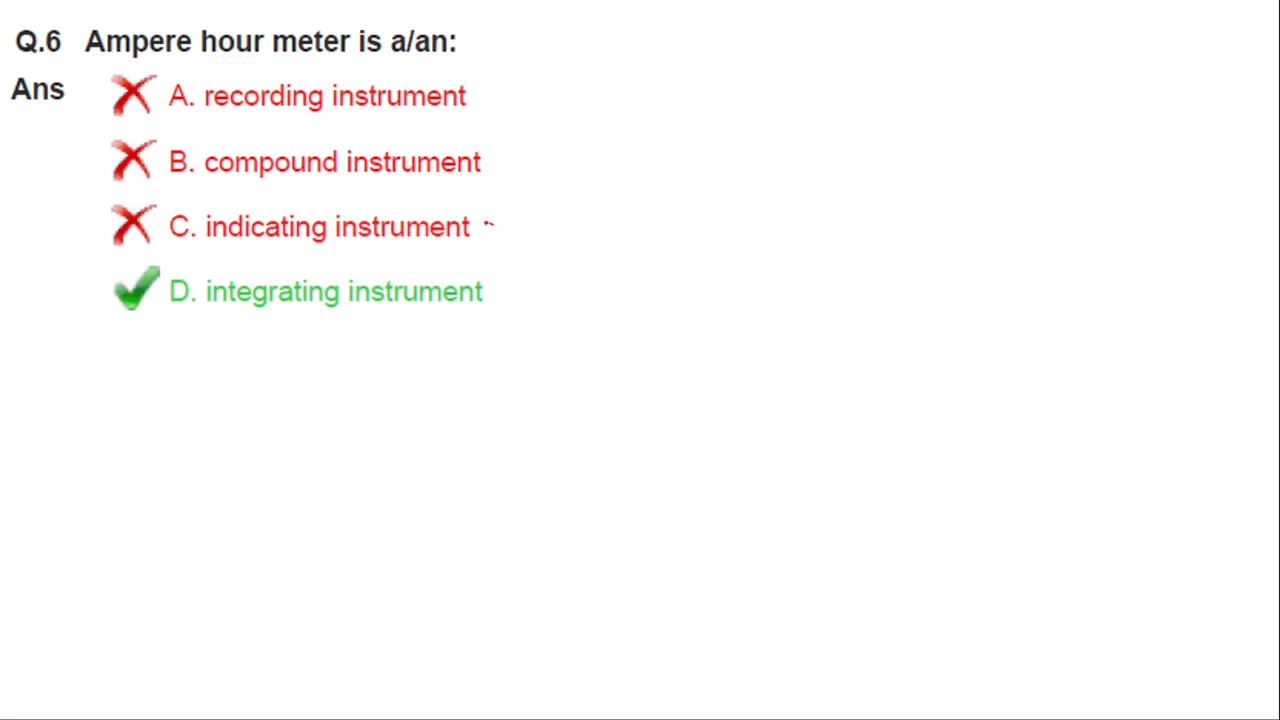 Q.6 Ampere hour meter is a/an:
Ans A. recording instrument
B. compound instrument
C. indicating instrument
D. integrating instrument